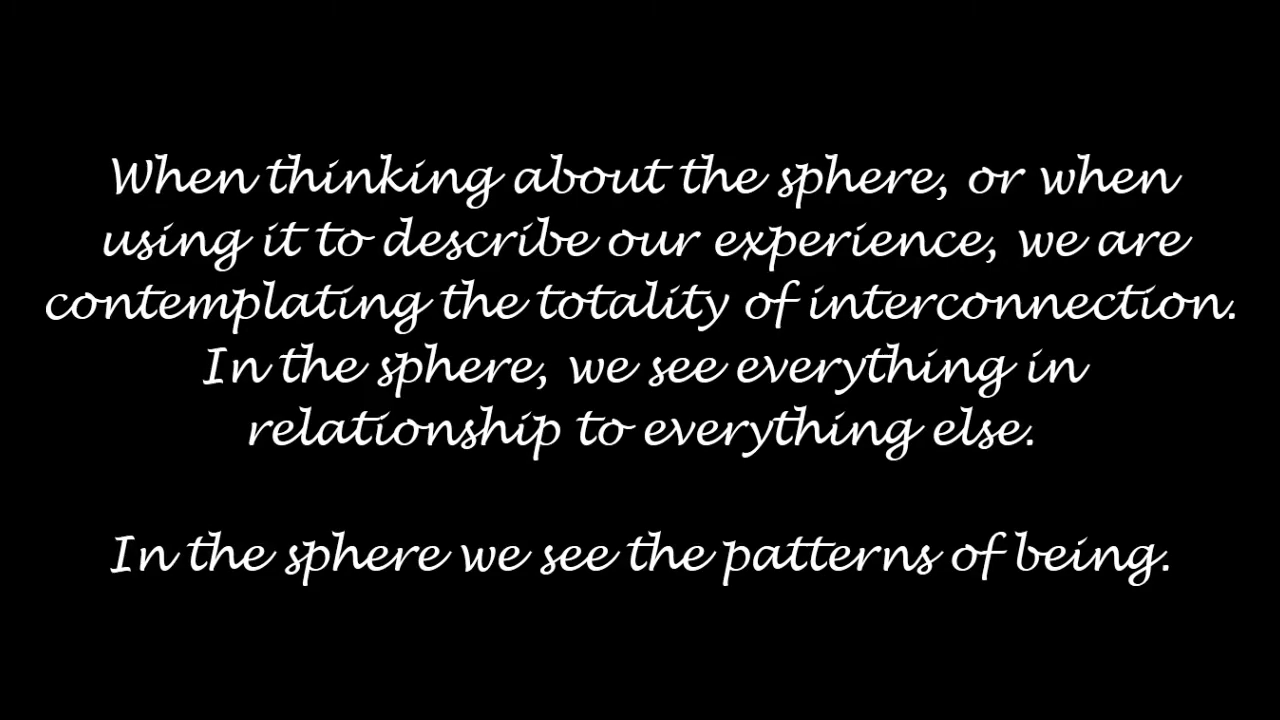 When thinking about the sphere, or when
using it to describe our experience, we are
contemplating the totality of interconnection.
In the sphere, we see everything in
relationship to everything else.
In the sphere we see the patterns of being.